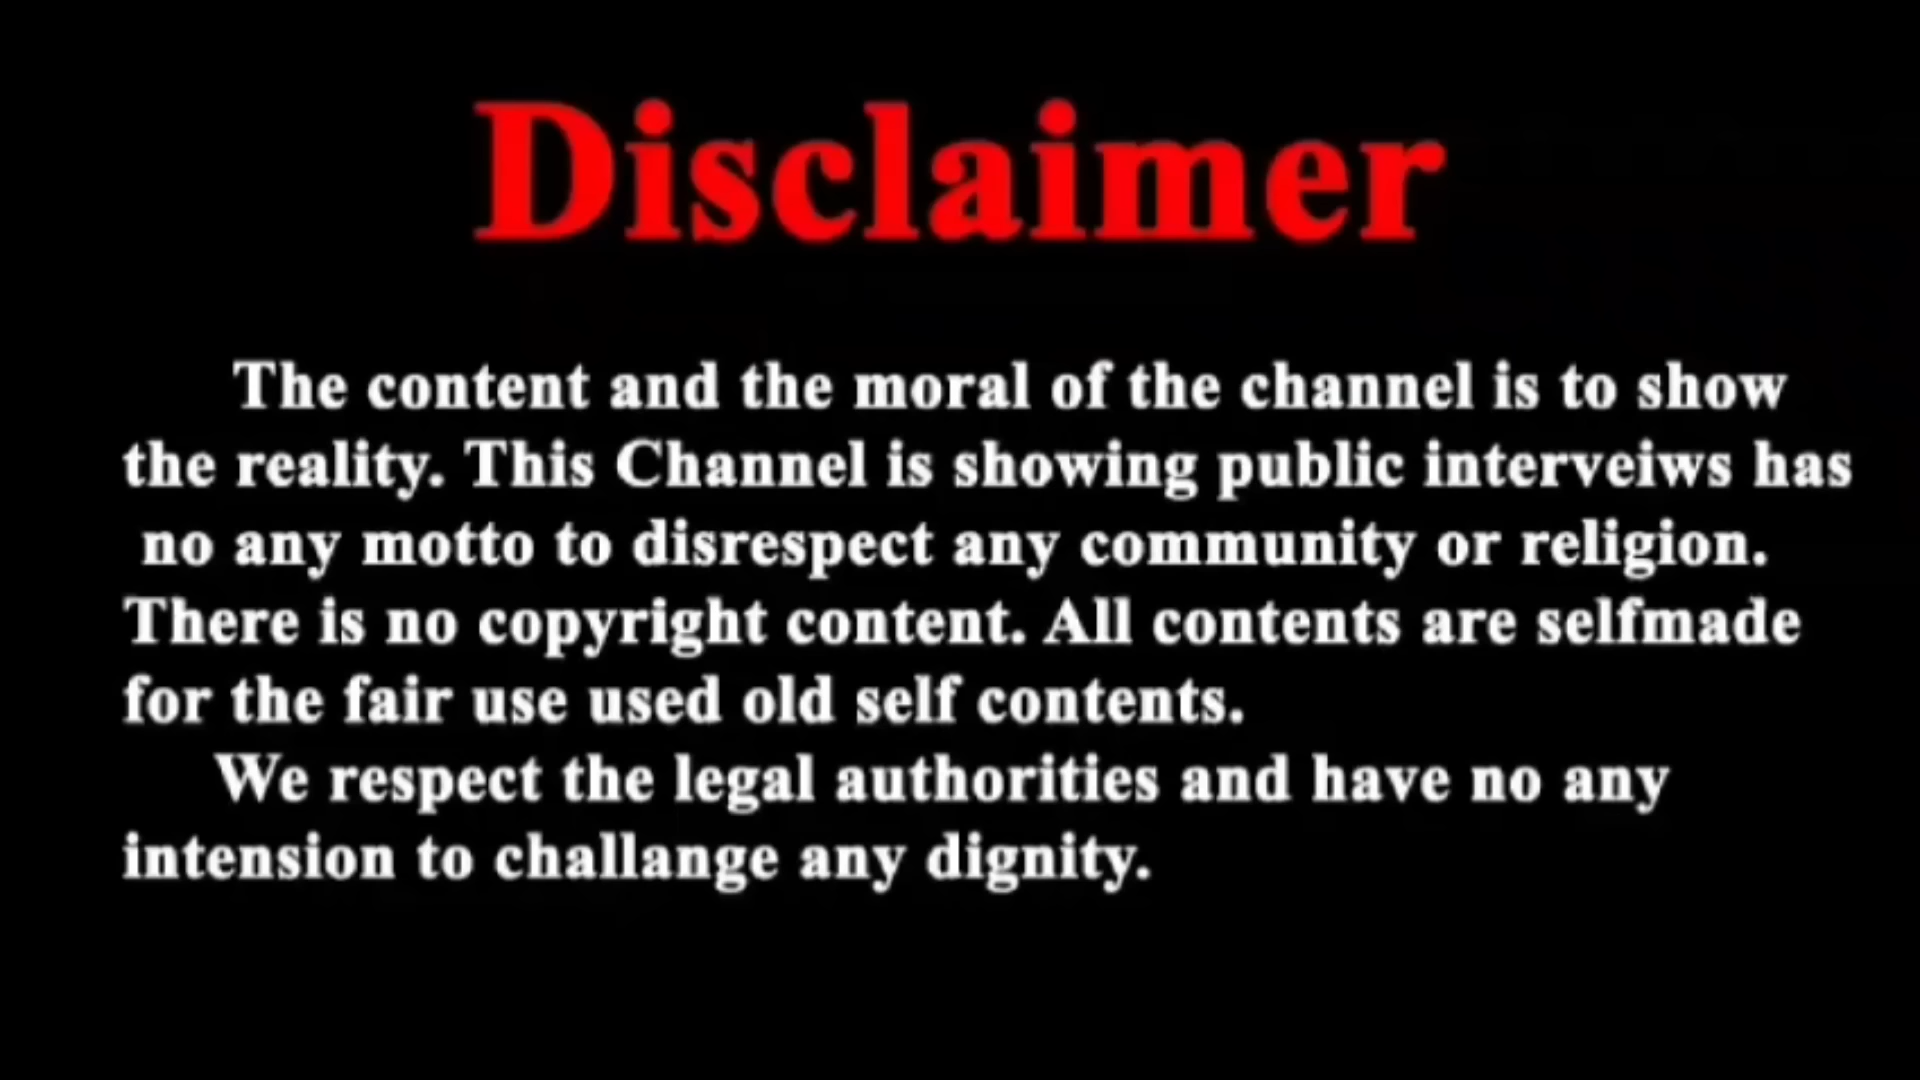 Disclaimer
The content and the moral of the channel is to show
the reality. This Channel is showing public interveiws has
no any motto to disrespect any community or religion.
There is no copyright content. All contents are selfmade
for the fair use used old self contents.
We respect the legal authorities and have no any
intension to challange any dignity.